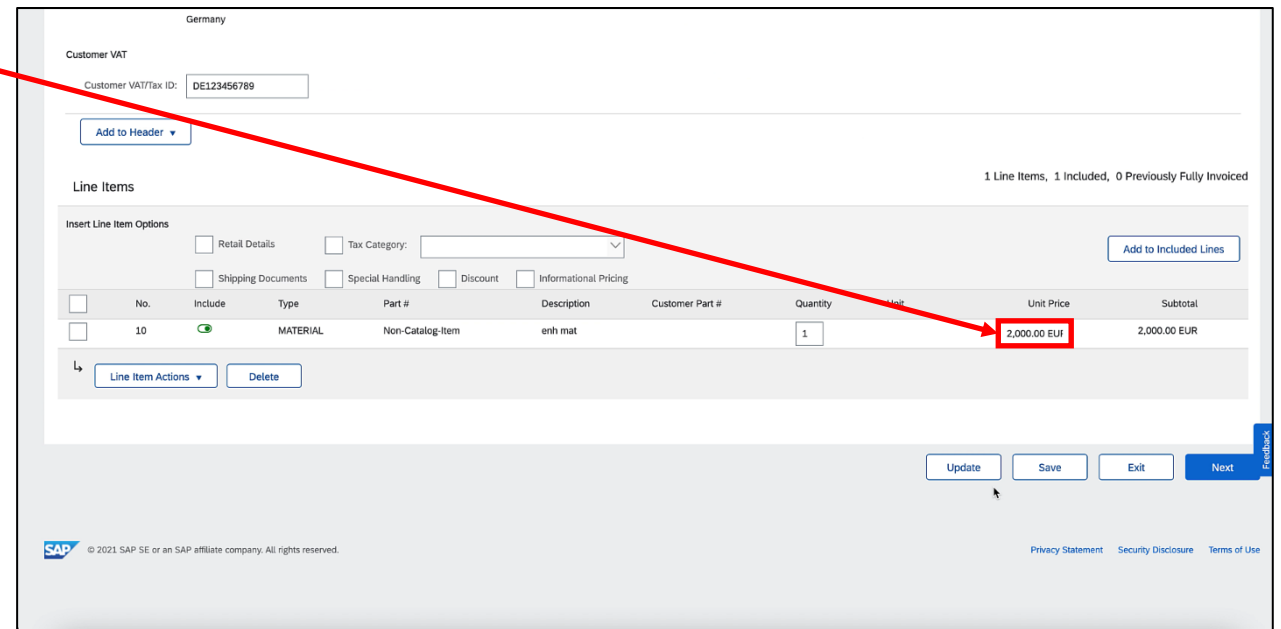 Germany
Customer VAT
Customer VAT/Tax ID: DE123456789
Add to Header
Line Items
1 Line Items, 1 Included, 0 Previously Fully Invoiced
Insert Line Item Options
Retail Details Tax Category:
Add to Included Lines
Shipping Documents Special Handling Discount Informational Pricing
No. Include Type Part # Description Customer Part # Quantity Unit Unit Price Subtotal
10 MATERIAL Non-Catalog-Item enh mat 1 2,000.00 EUR 2,000.00 EUR
Line Item Actions Delete
Feedback
Update Save Exit Next
SAP © 2021 SAP SE or an SAP affiliate company. All rights reserved. Privacy Statement Security Disclosure Terms of Use